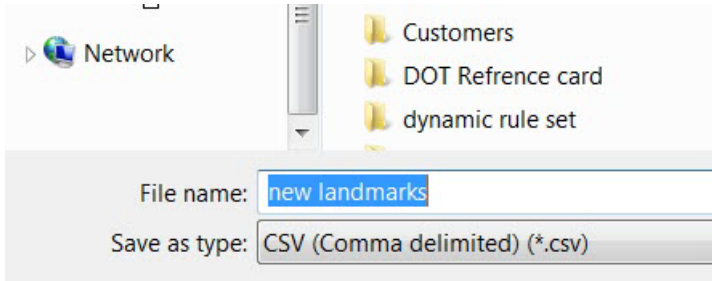 Network
Customers
DOT Refrence card
dynamic rule set
File name: new landmarks
Save as type: CSV (Comma delimited) (*.csv)